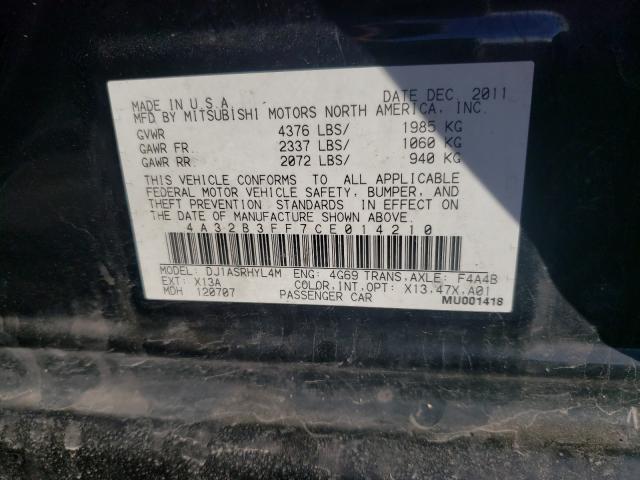 MADE IN U.S.A. DATE DEC. 2011
MFD BY MITSUBISHI MOTORS NORTH AMERICA, INC.
GVWR 4376 LBS/ 1985 KG
GAWR FR. 2337 LBS/ 1060 KG
GAWR RR 2072 LBS/ 940 KG
THIS VEHICLE CONFORMS TO ALL APPLICABLE
FEDERAL MOTOR VEHICLE SAFETY, BUMPER, AND
THEFT PREVENTION STANDARDS IN EFFECT ON
THE DATE OF MANUFACTURE SHOWN ABOVE.
4A32B3FF7CE014210
MODEL: DJ1ASRHYL4M ENG: 4G69 TRANS.AXLE: F4A4B
EXT: X13A COLOR.INT.OPT: X13.47X.A01
MDH 120707 PASSENGER CAR MU001418